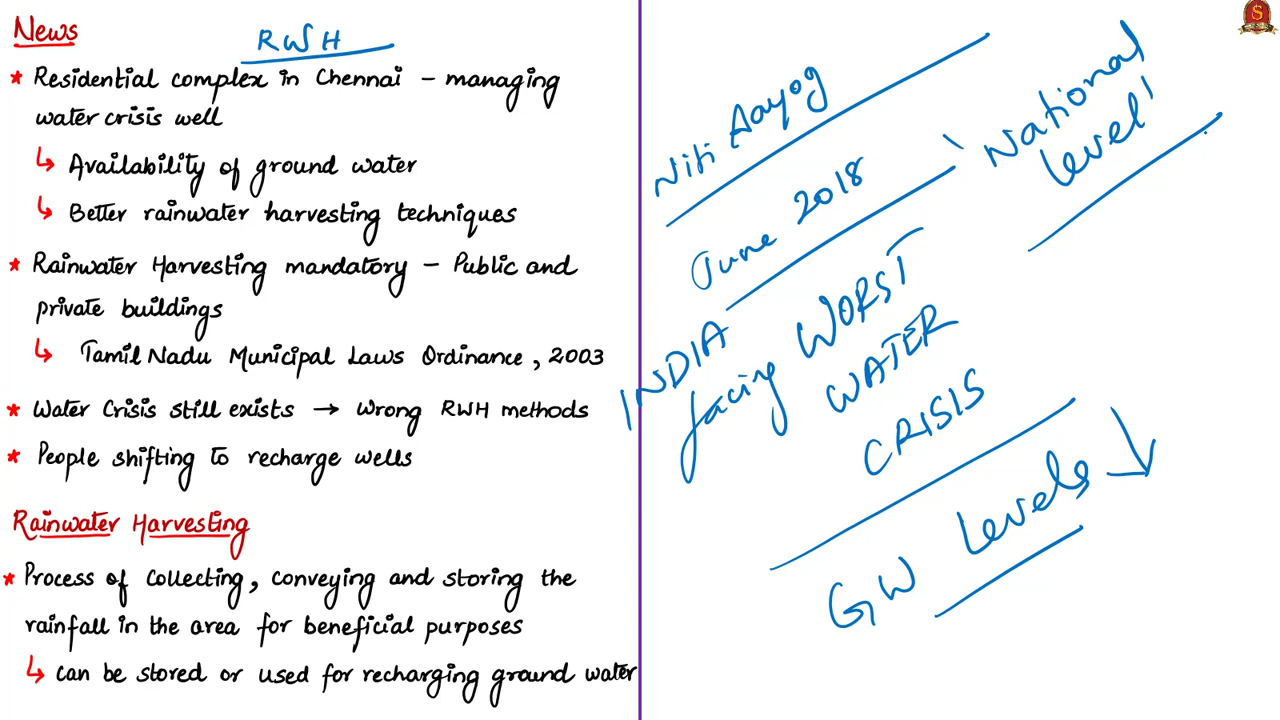 News
RWH
* Residential complex in Chennai - managing
water crisis well
↳ Availability of ground water
↳ Better rainwater harvesting techniques
* Rainwater Harvesting mandatory - Public and
private buildings
↳ Tamil Nadu Municipal Laws Ordinance, 2003
* Water Crisis still exists → Wrong RWH methods
* People shifting to recharge wells
Rainwater Harvesting
* Process of collecting, conveying and storing the
rainfall in the area for beneficial purposes
↳ can be stored or used for recharging ground water
Niti Aayog
June 2018
'National
level'
INDIA
facing WORST
WATER
CRISIS
GW levels ↓
S